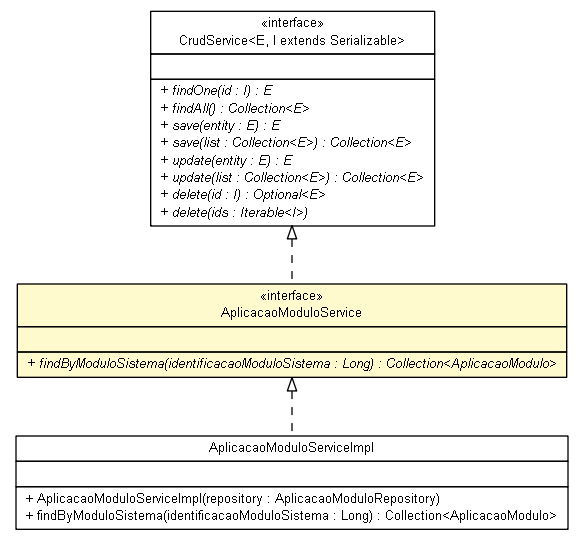 «interface»
CrudService<E, I extends Serializable>
+ findOne(id : I) : E
+ findAll() : Collection<E>
+ save(entity : E) : E
+ save(list : Collection<E>) : Collection<E>
+ update(entity : E) : E
+ update(list : Collection<E>) : Collection<E>
+ delete(id : I) : Optional<E>
+ delete(ids : Iterable<I>)
«interface»
AplicacaoModuloService
+ findByModuloSistema(identificacaoModuloSistema : Long) : Collection<AplicacaoModulo>
AplicacaoModuloServiceImpl
+ AplicacaoModuloServiceImpl(repository : AplicacaoModuloRepository)
+ findByModuloSistema(identificacaoModuloSistema : Long) : Collection<AplicacaoModulo>